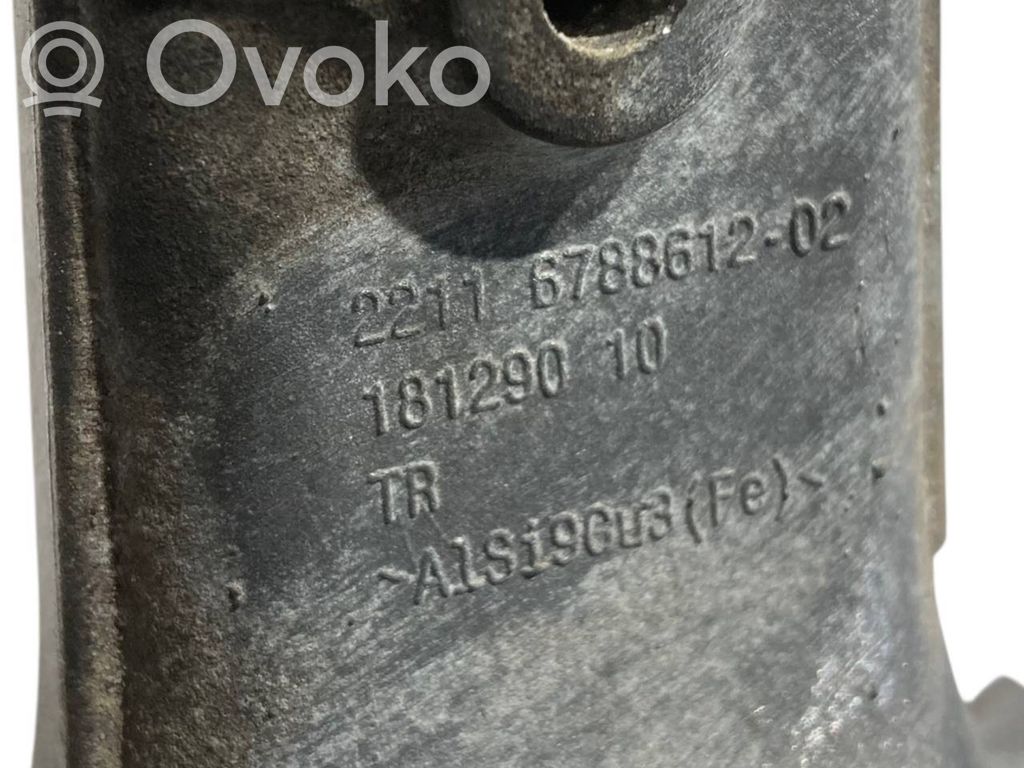 Ovoko
2211 6788612-02
181290 10
TR
>AlSi9Cu3(Fe)<